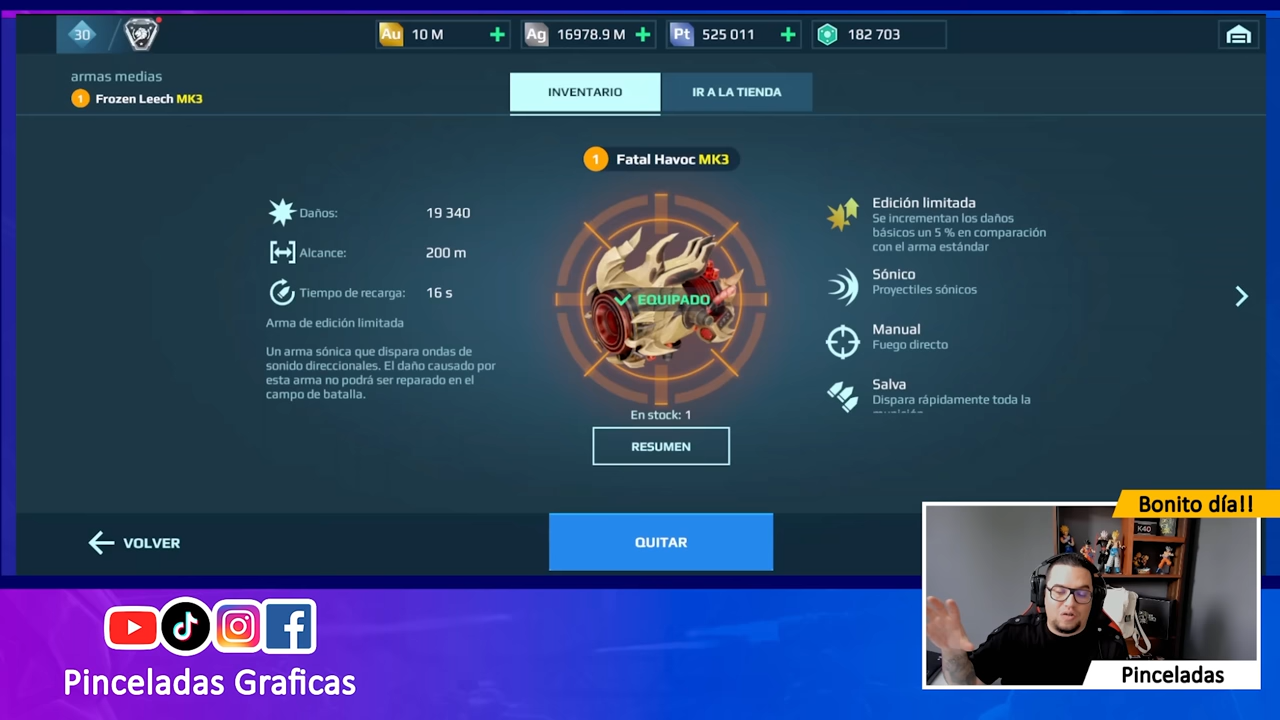 30
Au 10 M
Ag 16978.9 M
Pt 525 011
182 703
armas medias
1 Frozen Leech MK3
INVENTARIO
IR A LA TIENDA
1 Fatal Havoc MK3
Daños: 19 340
Alcance: 200 m
Tiempo de recarga: 16 s
Arma de edición limitada
Un arma sónica que dispara ondas de
sonido direccionales. El daño causado por
esta arma no podrá ser reparado en el
campo de batalla.
EQUIPADO
En stock: 1
RESUMEN
Edición limitada
Se incrementan los daños
básicos un 5 % en comparación
con el arma estándar
Sónico
Proyectiles sónicos
Manual
Fuego directo
Salva
Dispara rápidamente toda la
VOLVER
QUITAR
Bonito día!!
K40
Pinceladas
Pinceladas Graficas